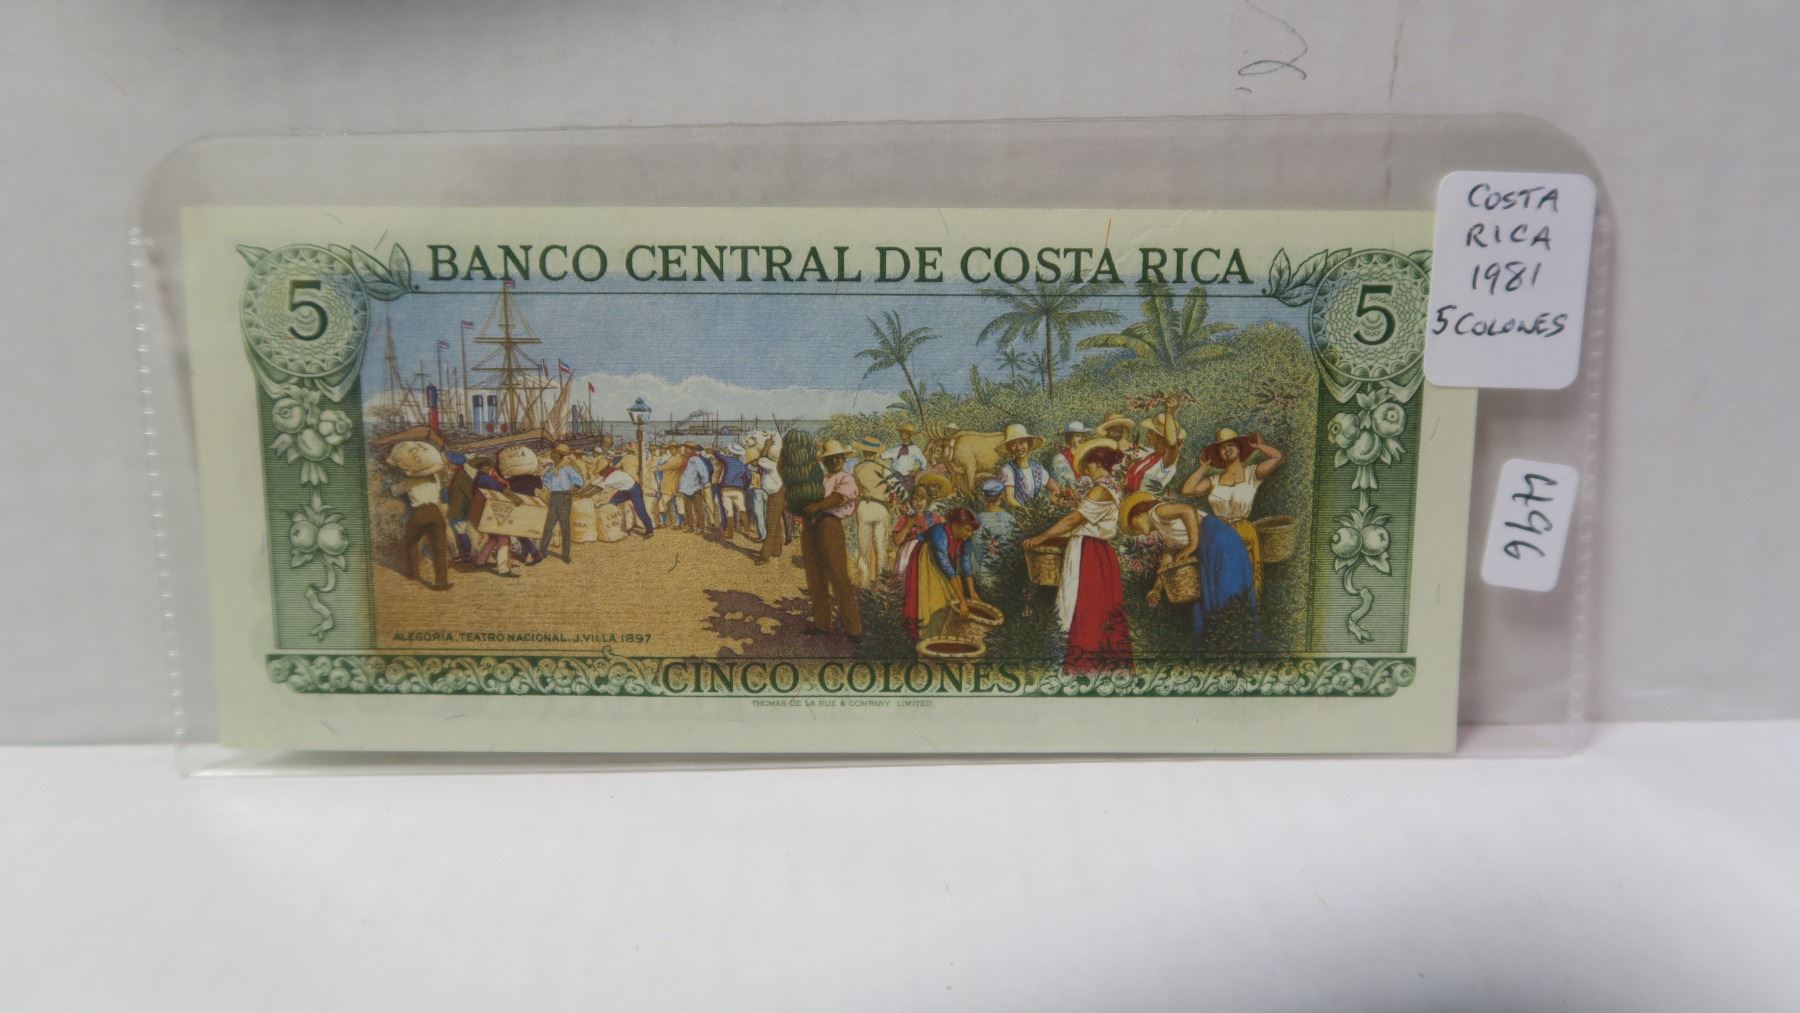 BANCO CENTRAL DE COSTA RICA
5
5
ALEGORÍA. TEATRO NACIONAL. J. VILLA 1897
CINCO COLONES
THOMAS DE LA RUE & COMPANY LIMITED
COSTA
RICA
1981
5 COLONES
496